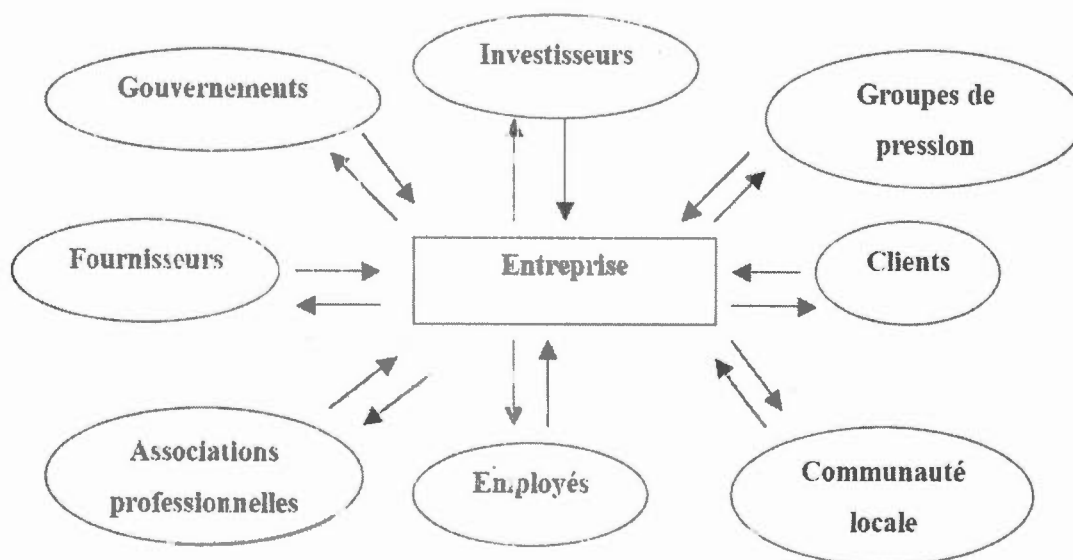 Investisseurs
Gouvernements
Groupes de
pression
Fournisseurs
Entreprise
Clients
Associations
professionnelles
Employés
Communauté
locale